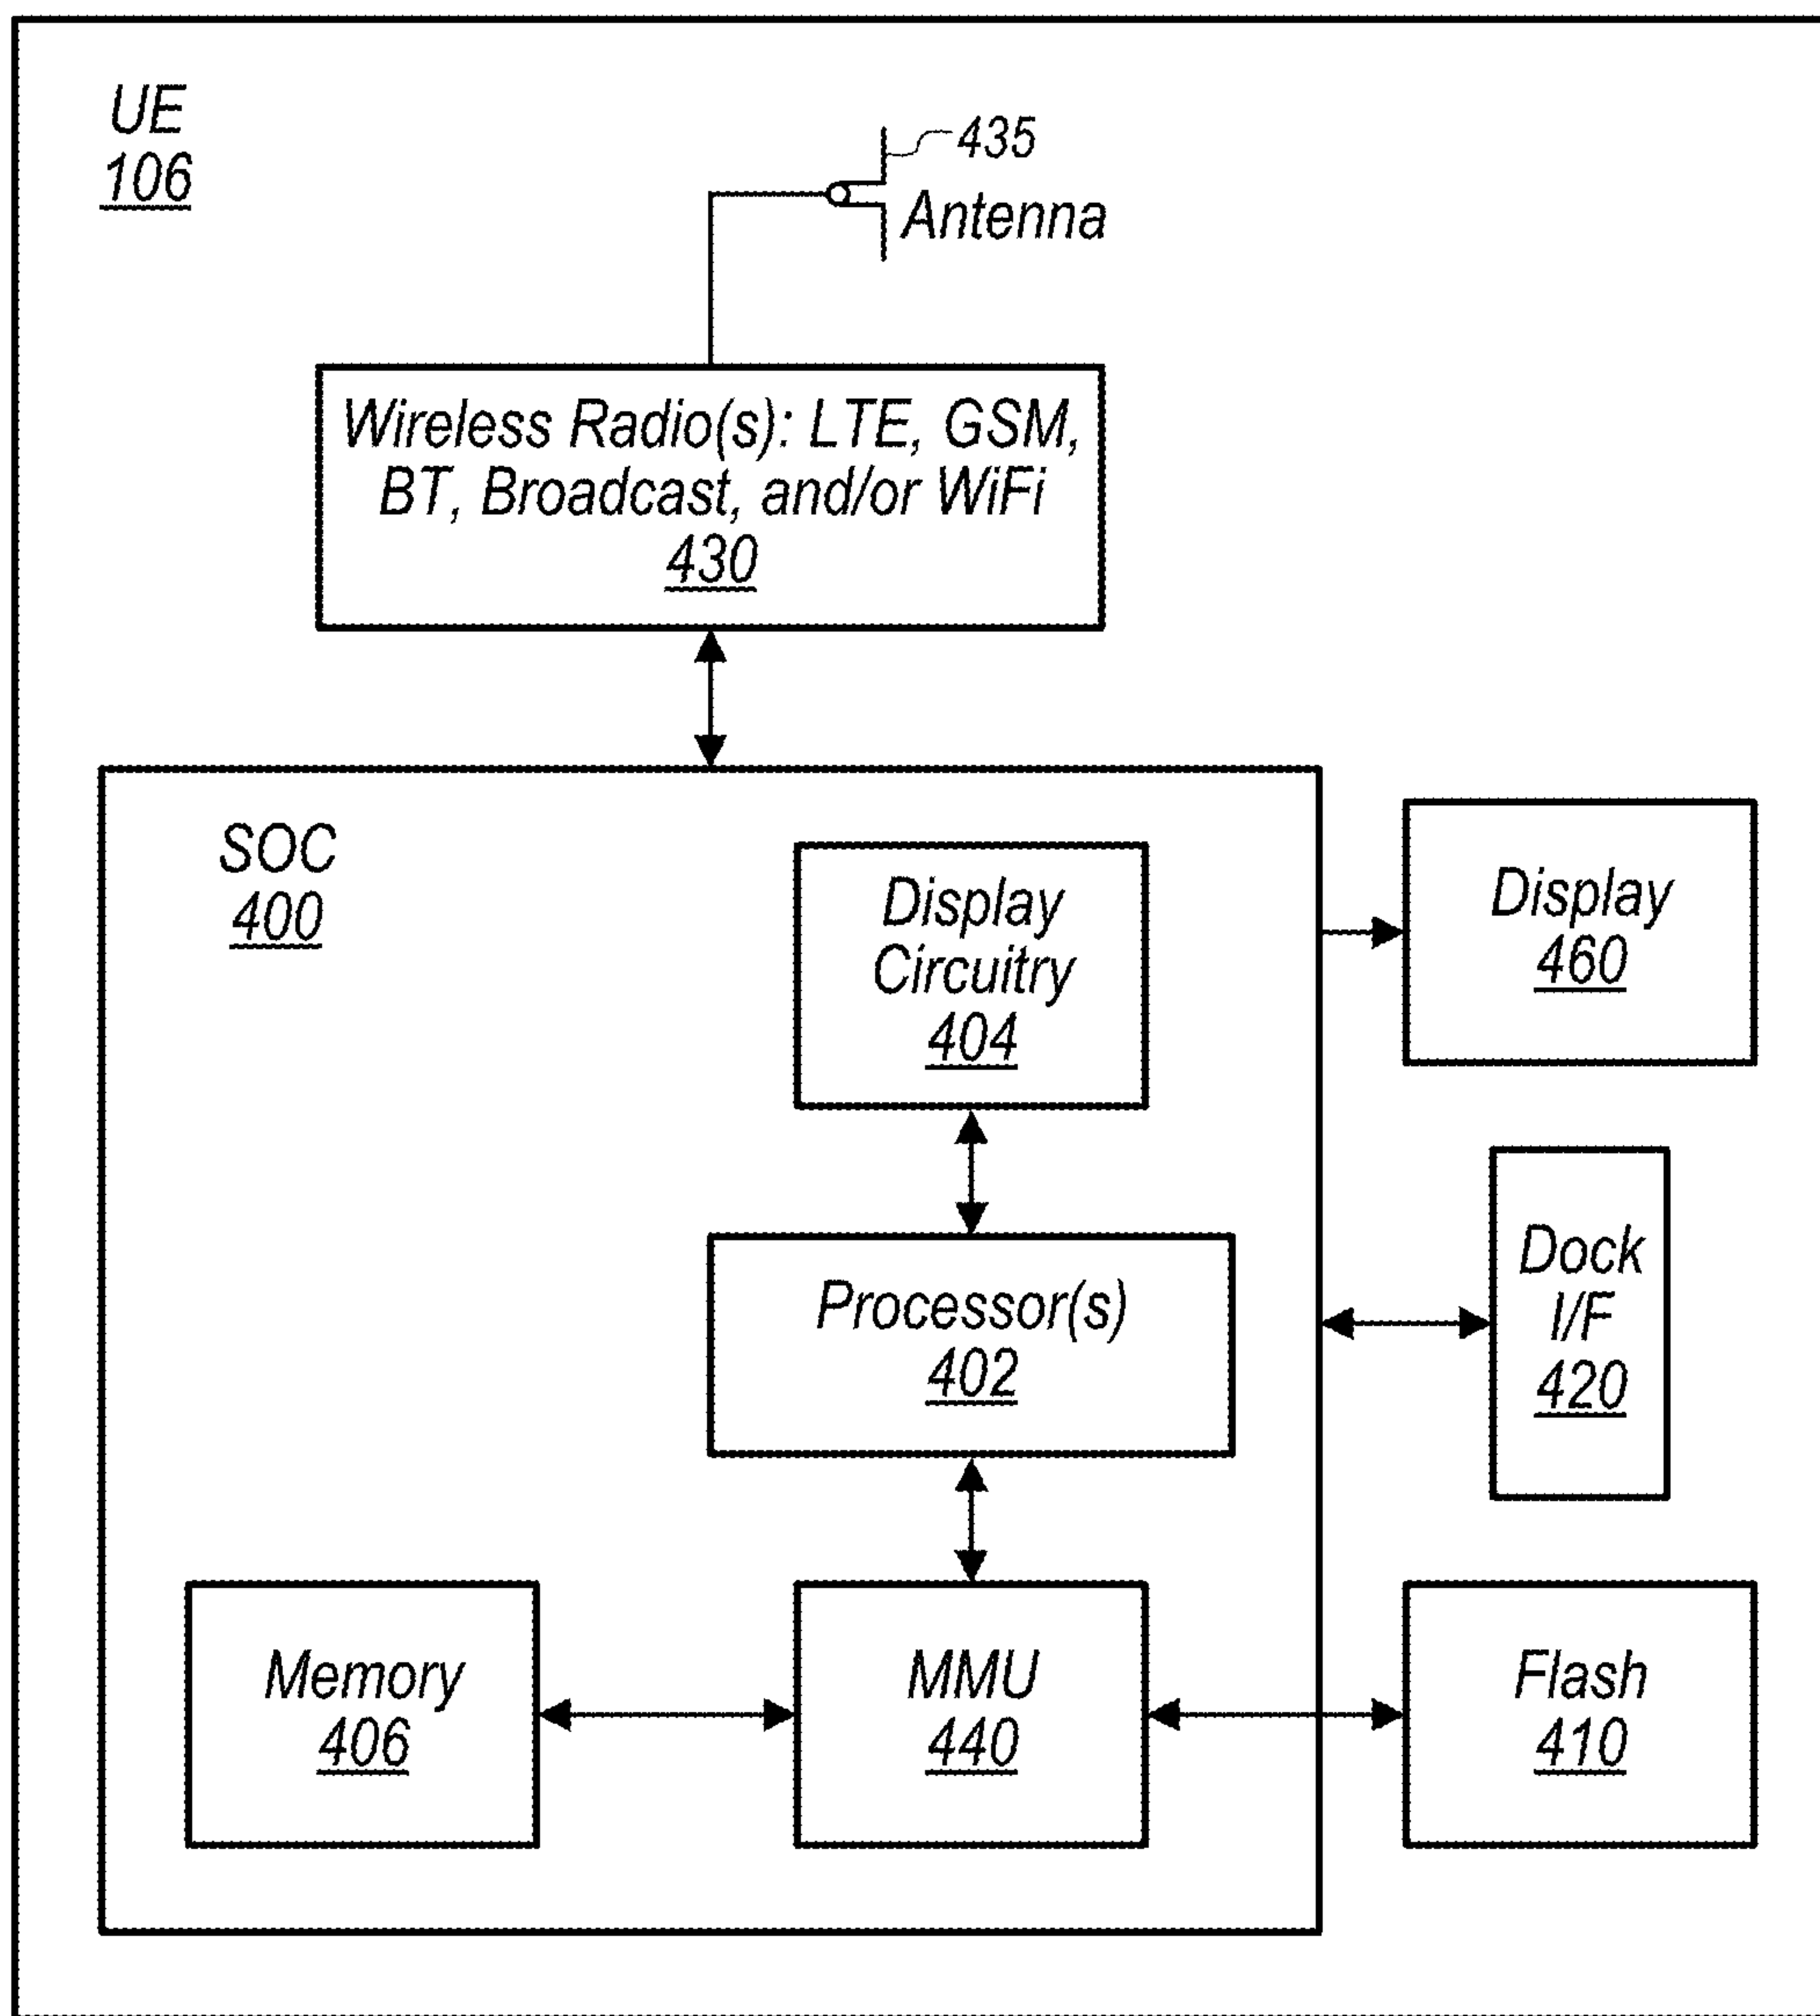 UE
106
435
Antenna
Wireless Radio(s): LTE, GSM,
BT, Broadcast, and/or WiFi
430
SOC
400
Display
Circuitry
404
Display
460
Processor(s)
402
Dock
I/F
420
Memory
406
MMU
440
Flash
410